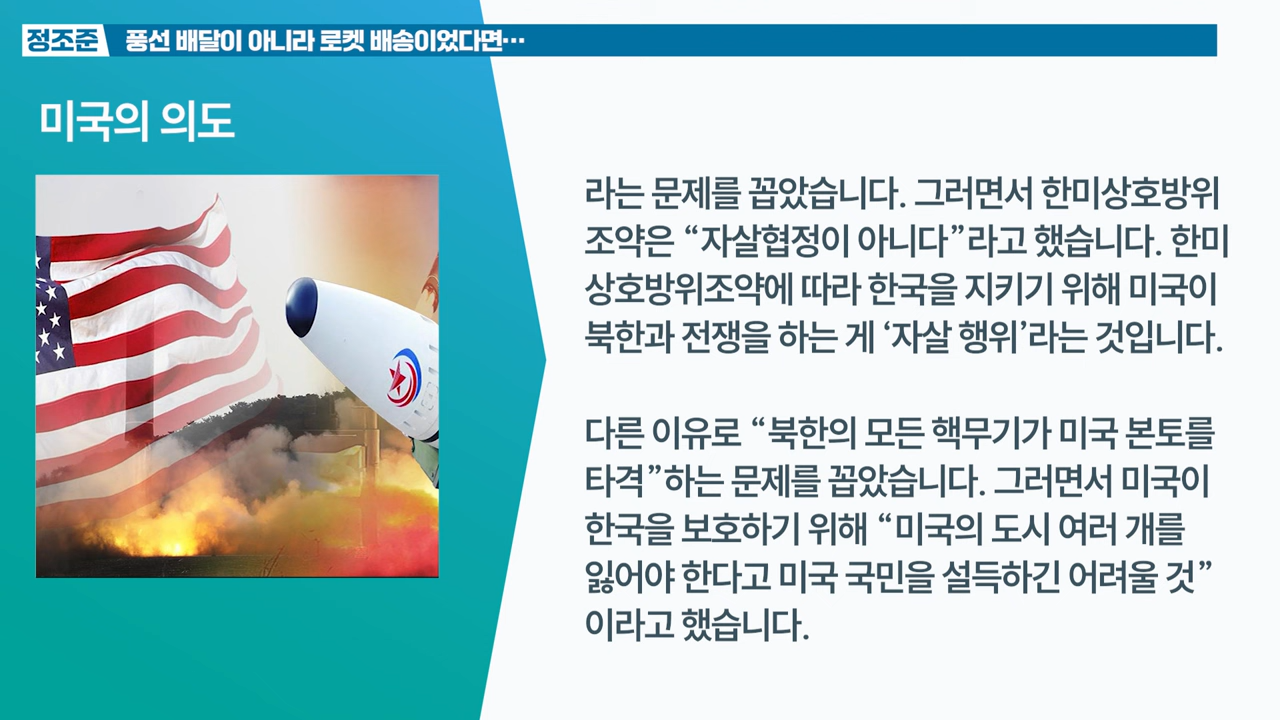 정조준
풍선 배달이 아니라 로켓 배송이었다면…
미국의 의도
라는 문제를 꼽았습니다. 그러면서 한미상호방위
조약은 “자살협정이 아니다”라고 했습니다. 한미
상호방위조약에 따라 한국을 지키기 위해 미국이
북한과 전쟁을 하는 게 ‘자살 행위’라는 것입니다.
다른 이유로 “북한의 모든 핵무기가 미국 본토를
타격”하는 문제를 꼽았습니다. 그러면서 미국이
한국을 보호하기 위해 “미국의 도시 여러 개를
잃어야 한다고 미국 국민을 설득하긴 어려울 것”
이라고 했습니다.